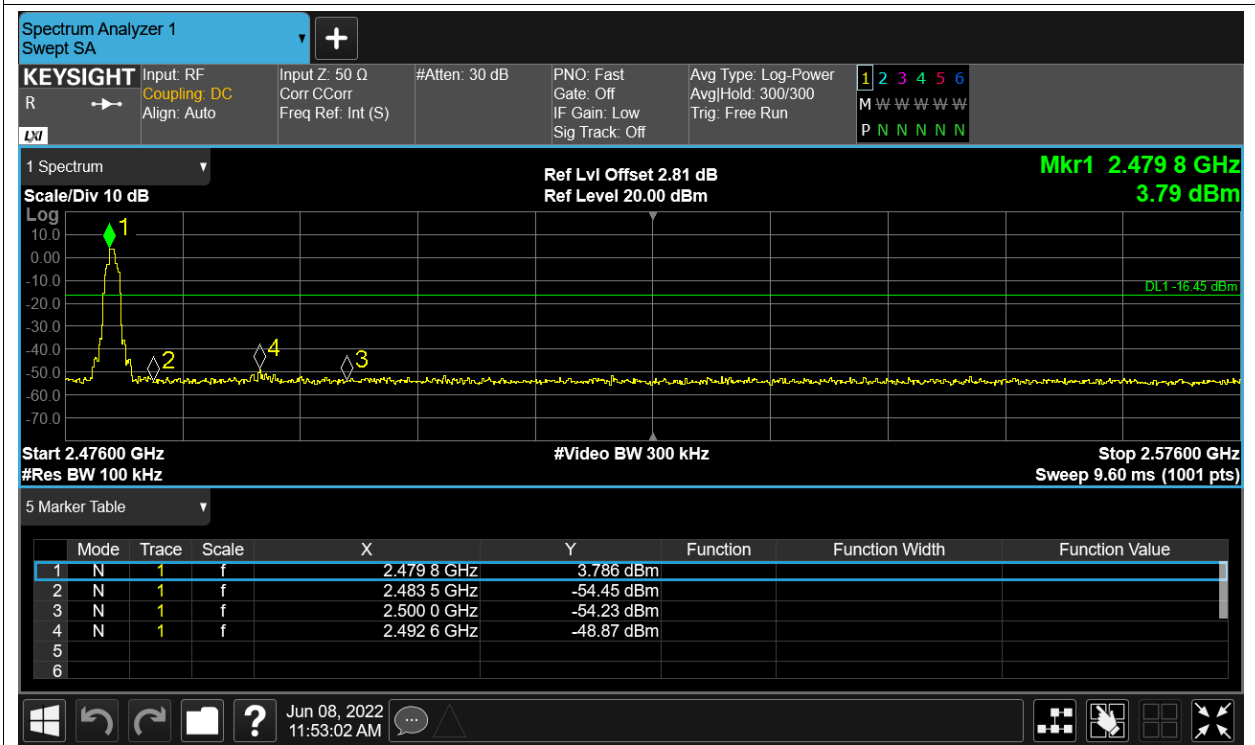 Spectrum Analyzer 1
Swept SA
KEYSIGHT
R
LXI
Input: RF
Coupling: DC
Align: Auto
Input Z: 50 Ω
Corr CCorr
Freq Ref: Int (S)
#Atten: 30 dB
PNO: Fast
Gate: Off
IF Gain: Low
Sig Track: Off
Avg Type: Log-Power
Avg|Hold: 300/300
Trig: Free Run
1 2 3 4 5 6
M W W W W W
P N N N N N
1 Spectrum
Scale/Div 10 dB
Ref Lvl Offset 2.81 dB
Ref Level 20.00 dBm
Mkr1 2.479 8 GHz
3.79 dBm
Log
10.0
0.00
-10.0
-20.0
-30.0
-40.0
-50.0
-60.0
-70.0
1
2
4
3
DL1 -16.45 dBm
Start 2.47600 GHz
#Video BW 300 kHz
Stop 2.57600 GHz
#Res BW 100 kHz
Sweep 9.60 ms (1001 pts)
5 Marker Table
Mode Trace Scale X Y Function Function Width Function Value
1 N 1 f 2.479 8 GHz 3.786 dBm
2 N 1 f 2.483 5 GHz -54.45 dBm
3 N 1 f 2.500 0 GHz -54.23 dBm
4 N 1 f 2.492 6 GHz -48.87 dBm
5
6
?
Jun 08, 2022
11:53:02 AM